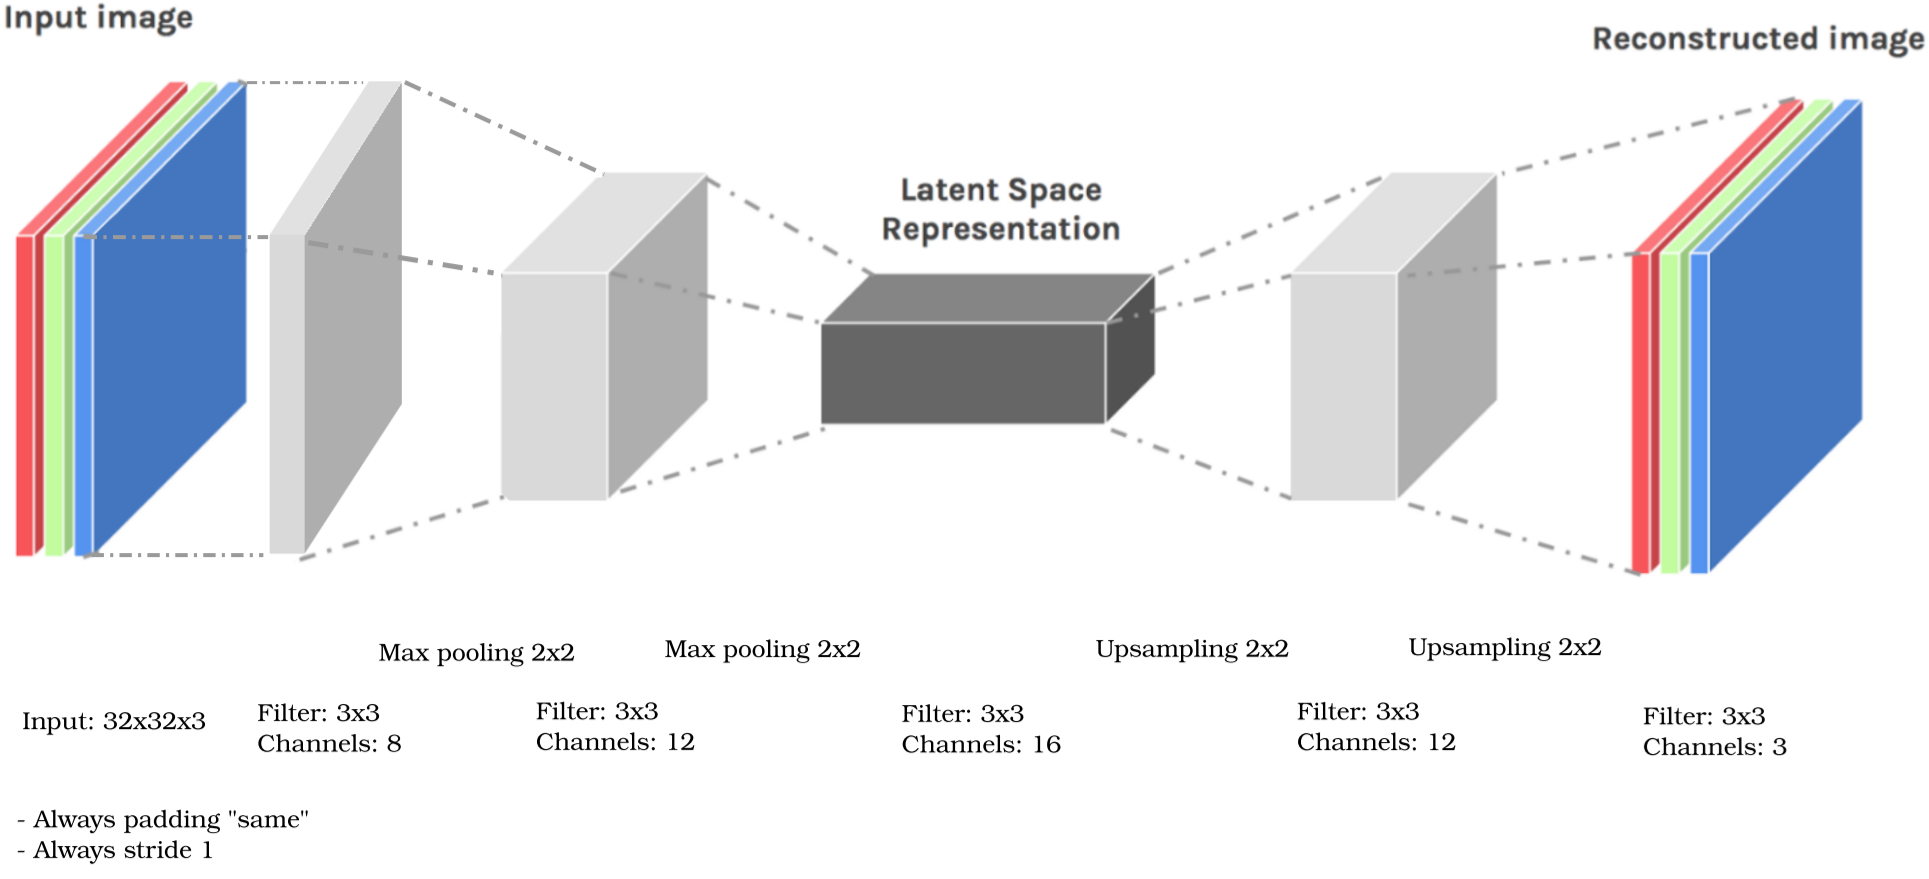 Input image
Reconstructed image
Latent Space
Representation
Max pooling 2x2
Max pooling 2x2
Upsampling 2x2
Upsampling 2x2
Input: 32x32x3
Filter: 3x3
Channels: 8
Filter: 3x3
Channels: 12
Filter: 3x3
Channels: 16
Filter: 3x3
Channels: 12
Filter: 3x3
Channels: 3
- Always padding "same"
- Always stride 1